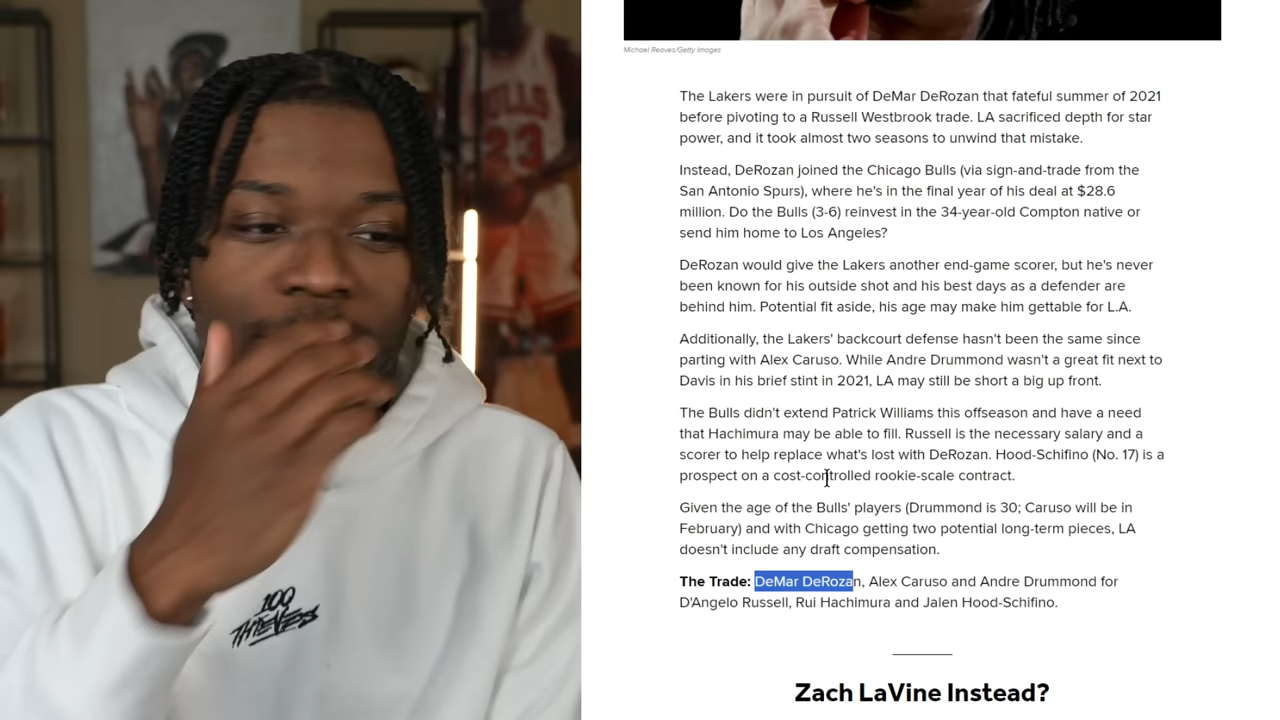 BULLS
23
100
THIEVES
Michael Reaves/Getty Images
The Lakers were in pursuit of DeMar DeRozan that fateful summer of 2021
before pivoting to a Russell Westbrook trade. LA sacrificed depth for star
power, and it took almost two seasons to unwind that mistake.
Instead, DeRozan joined the Chicago Bulls (via sign-and-trade from the
San Antonio Spurs), where he's in the final year of his deal at $28.6
million. Do the Bulls (3-6) reinvest in the 34-year-old Compton native or
send him home to Los Angeles?
DeRozan would give the Lakers another end-game scorer, but he's never
been known for his outside shot and his best days as a defender are
behind him. Potential fit aside, his age may make him gettable for L.A.
Additionally, the Lakers' backcourt defense hasn't been the same since
parting with Alex Caruso. While Andre Drummond wasn't a great fit next to
Davis in his brief stint in 2021, LA may still be short a big up front.
The Bulls didn't extend Patrick Williams this offseason and have a need
that Hachimura may be able to fill. Russell is the necessary salary and a
scorer to help replace what's lost with DeRozan. Hood-Schifino (No. 17) is a
prospect on a cost-controlled rookie-scale contract.
Given the age of the Bulls' players (Drummond is 30; Caruso will be in
February) and with Chicago getting two potential long-term pieces, LA
doesn't include any draft compensation.
The Trade: DeMar DeRozan, Alex Caruso and Andre Drummond for
D'Angelo Russell, Rui Hachimura and Jalen Hood-Schifino.
Zach LaVine Instead?